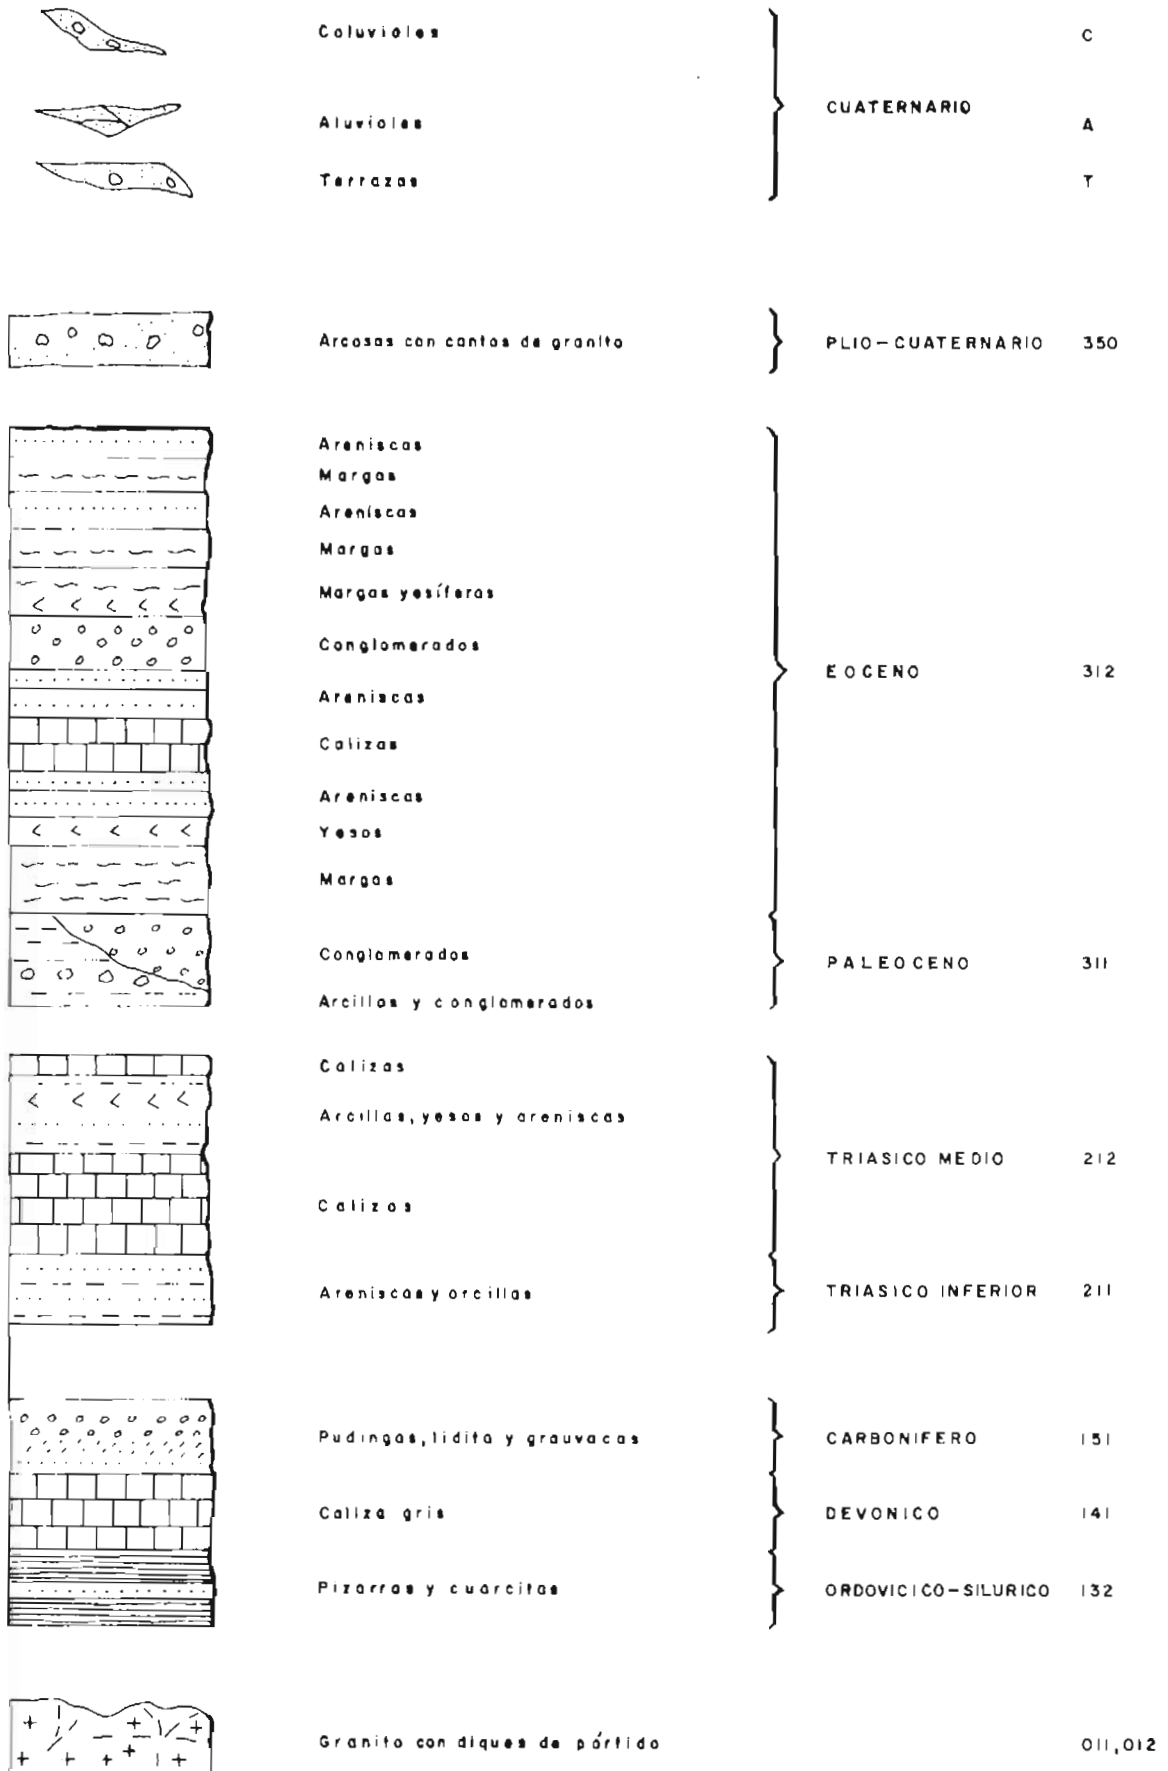 Coluviales C
CUATERNARIO
Aluviales A
Terrazas T
Arcosas con cantos de granito PLIO-CUATERNARIO 350
Areniscas
Margas
Areniscas
Margas
Margas yesíferas
Conglomerados
EOCENO 312
Areniscas
Calizas
Areniscas
Yesos
Margas
Conglomerados PALEOCENO 311
Arcillas y conglomerados
Calizas
Arcillas, yesos y areniscas
TRIASICO MEDIO 212
Calizas
Areniscas y arcillas TRIASICO INFERIOR 211
Pudingas, lidita y grauvacas CARBONIFERO 151
Caliza gris DEVONICO 141
Pizarras y cuarcitas ORDOVICICO-SILURICO 132
Granito con diques de pórfido 011,012